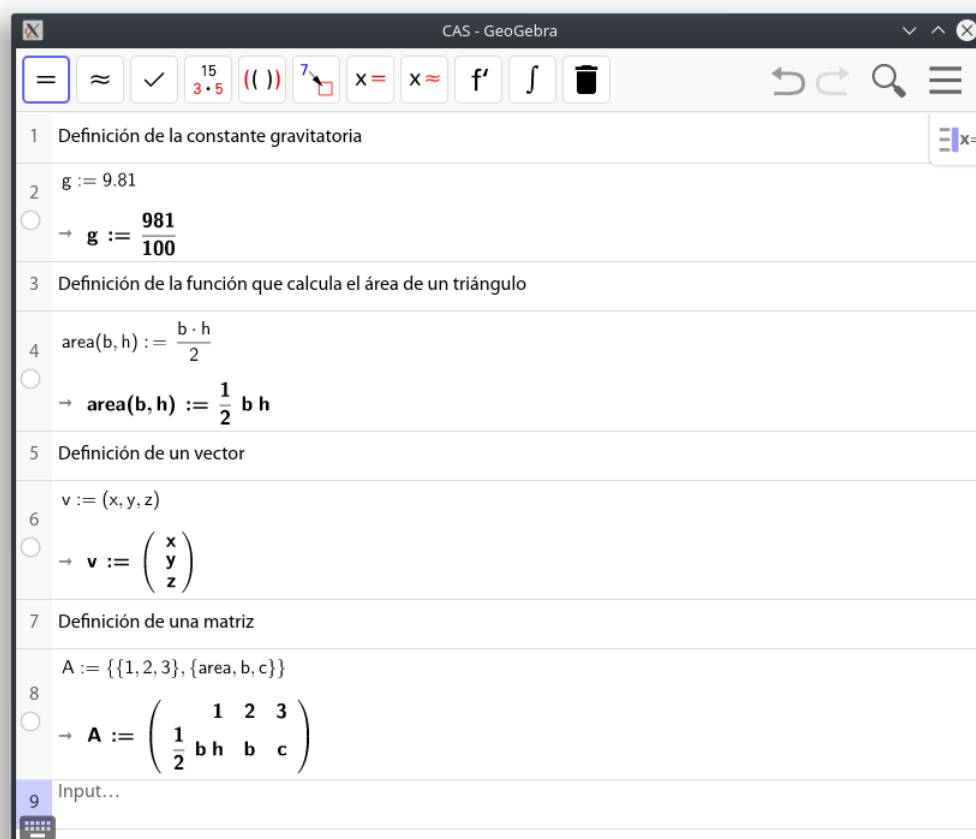 CAS - GeoGebra
= ≈ ✓ 15 3·5 (( )) 7 x= x≈ f′ ∫
1 Definición de la constante gravitatoria
x=
2 g := 9.81
→ g := 981/100
3 Definición de la función que calcula el área de un triángulo
4 area(b, h) := b · h / 2
→ area(b, h) := 1/2 b h
5 Definición de un vector
6 v := (x, y, z)
→ v := ( x
y
z )
7 Definición de una matriz
8 A := {{1, 2, 3}, {area, b, c}}
→ A := ( 1 2 3
1/2 b h b c )
9 Input…